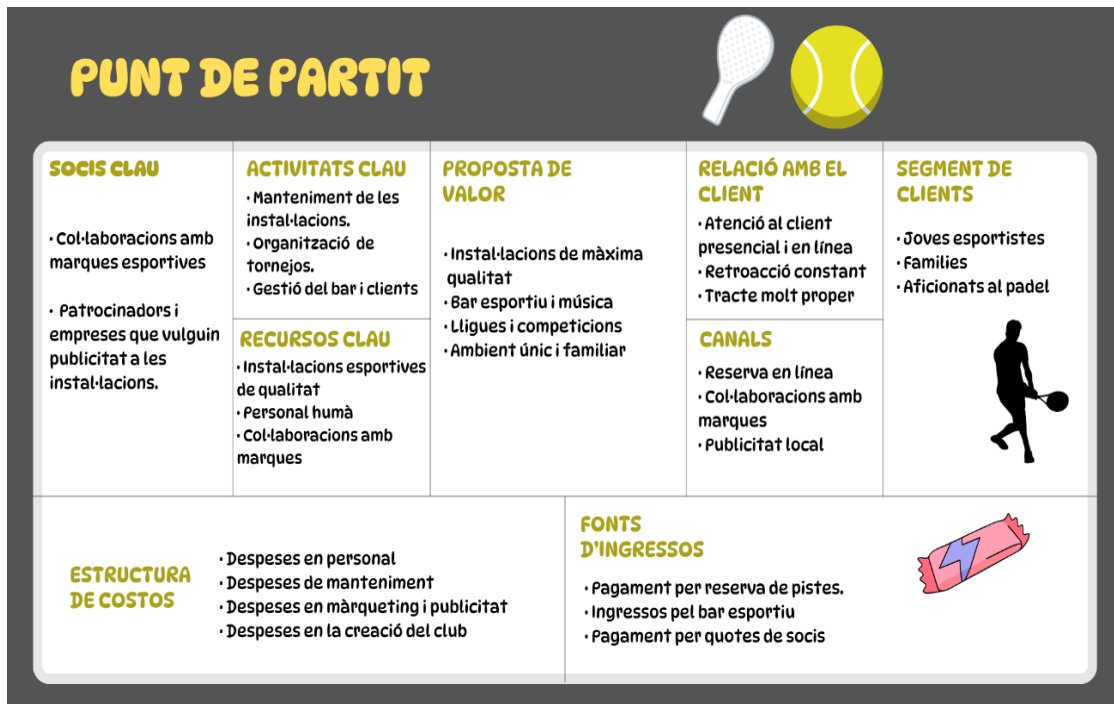 PUNT DE PARTIT
SOCIS CLAU
· Col·laboracions amb
marques esportives
· Patrocinadors i
empreses que vulguin
publicitat a les
instal·lacions.
ACTIVITATS CLAU
· Manteniment de les
instal·lacions.
· Organització de
tornejos.
· Gestió del bar i clients
RECURSOS CLAU
· Instal·lacions esportives
de qualitat
· Personal humà
· Col·laboracions amb
marques
PROPOSTA DE
VALOR
· Instal·lacions de màxima
qualitat
· Bar esportiu i música
· Lligues i competicions
· Ambient únic i familiar
RELACIÓ AMB EL
CLIENT
· Atenció al client
presencial i en línea
· Retroacció constant
· Tracte molt proper
CANALS
· Reserva en línea
· Col·laboracions amb
marques
· Publicitat local
SEGMENT DE
CLIENTS
· Joves esportistes
· Families
· Aficionats al padel
ESTRUCTURA
DE COSTOS
· Despeses en personal
· Despeses de manteniment
· Despeses en màrqueting i publicitat
· Despeses en la creació del club
FONTS
D'INGRESSOS
· Pagament per reserva de pistes.
· Ingressos pel bar esportiu
· Pagament per quotes de socis